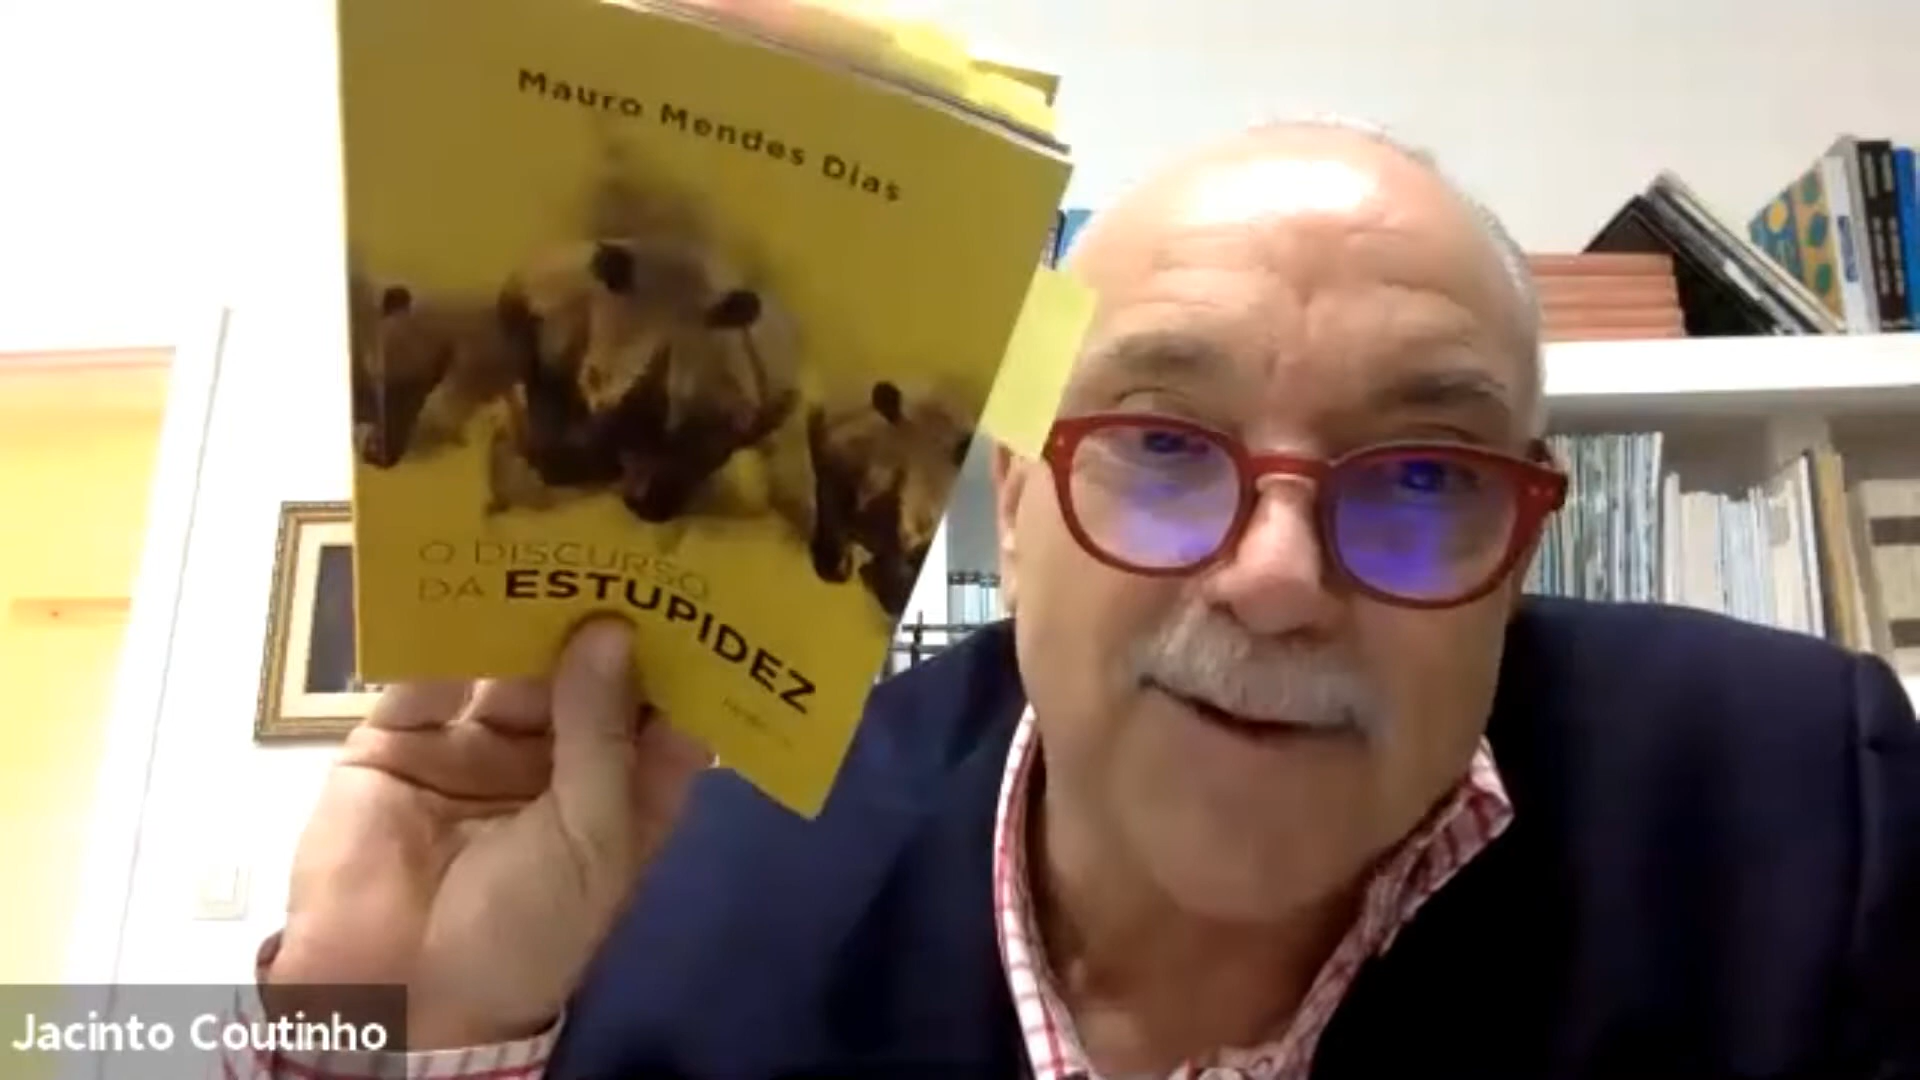 Mauro Mendes Dias
O DISCURSO
DA ESTUPIDEZ
Jacinto Coutinho